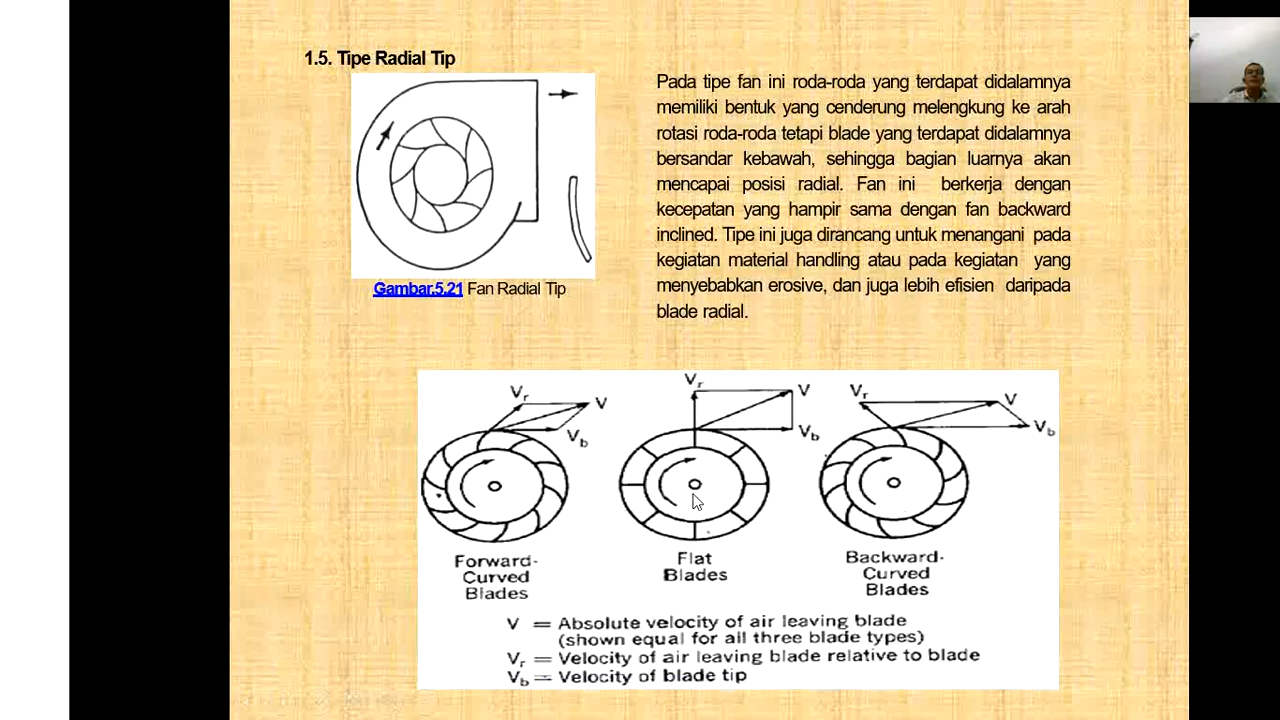 1.5. Tipe Radial Tip
Pada tipe fan ini roda-roda yang terdapat didalamnya
memiliki bentuk yang cenderung melengkung ke arah
rotasi roda-roda tetapi blade yang terdapat didalamnya
bersandar kebawah, sehingga bagian luarnya akan
mencapai posisi radial. Fan ini berkerja dengan
kecepatan yang hampir sama dengan fan backward
inclined. Tipe ini juga dirancang untuk menangani pada
kegiatan material handling atau pada kegiatan yang
menyebabkan erosive, dan juga lebih efisien daripada
blade radial.
Gambar.5.21 Fan Radial Tip
Vr V Vb
Vr V Vb
Vr V Vb
Forward-
Curved
Blades
Flat
Blades
Backward-
Curved
Blades
V = Absolute velocity of air leaving blade
(shown equal for all three blade types)
Vr = Velocity of air leaving blade relative to blade
Vb = Velocity of blade tip